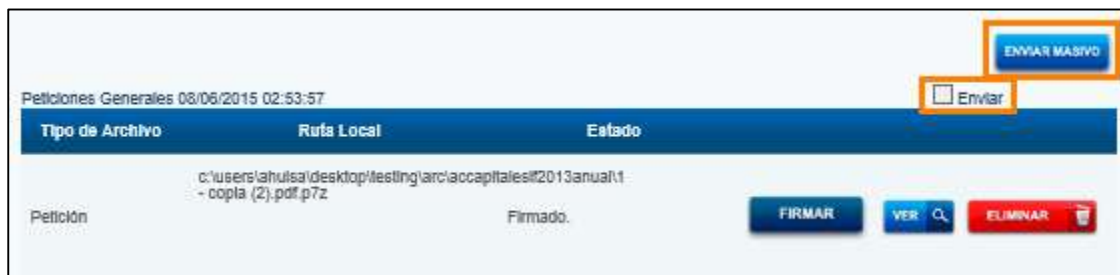 ENVIAR MASIVO
Peticiones Generales 08/06/2015 02:53:57
Enviar
Tipo de Archivo Ruta Local Estado
c:\users\ahuisa\desktop\testing\arc\accapitalesif2013anual\1
- copia (2).pdf.p7z
Petición Firmado. FIRMAR VER ELIMINAR